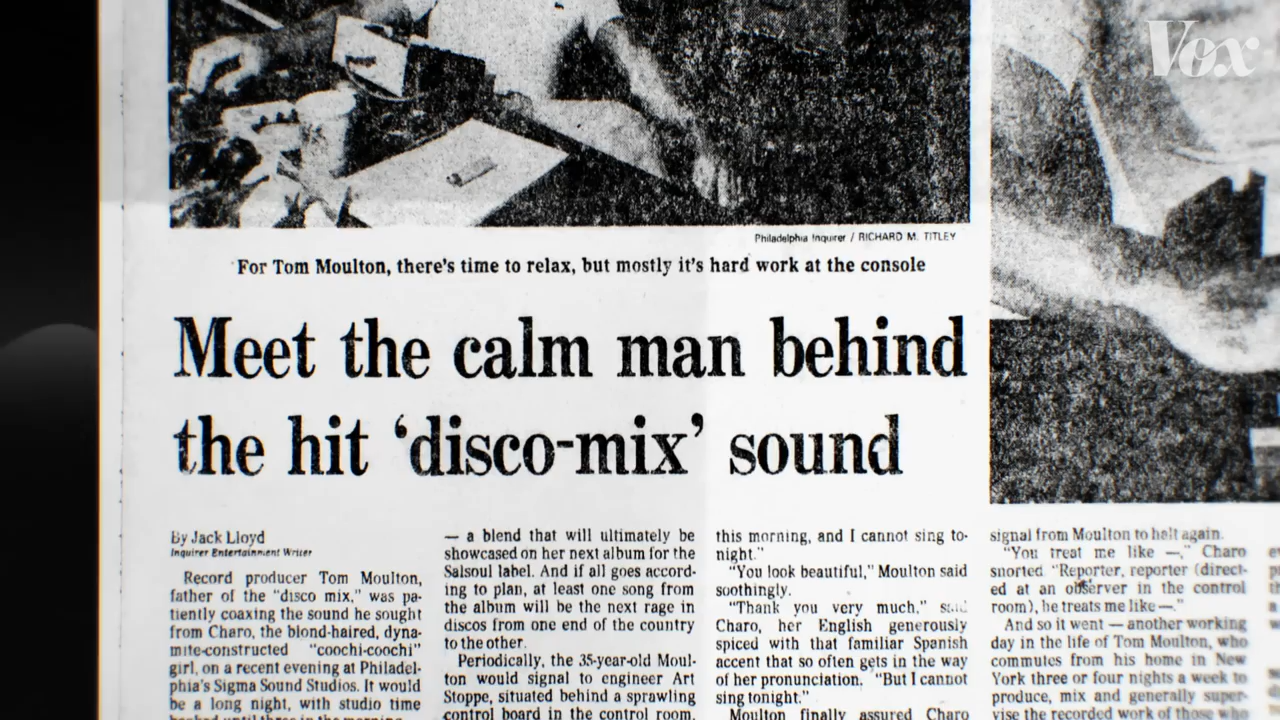 Vox
Philadelphia Inquirer / RICHARD M. TITLEY
For Tom Moulton, there's time to relax, but mostly it's hard work at the console
Meet the calm man behind
the hit 'disco-mix' sound
By Jack Lloyd
Inquirer Entertainment Writer
Record producer Tom Moulton,
father of the "disco mix," was pa-
tiently coaxing the sound he sought
from Charo, the blond-haired, dyna-
mite-constructed "coochi-coochi"
girl, on a recent evening at Philadel-
phia's Sigma Sound Studios. It would
be a long night, with studio time
— a blend that will ultimately be
showcased on her next album for the
Salsoul label. And if all goes accord-
ing to plan, at least one song from
the album will be the next rage in
discos from one end of the country
to the other.
Periodically, the 35-year-old Moul-
ton would signal to engineer Art
Stoppe, situated behind a sprawling
control board in the control room,
this morning, and I cannot sing to-
night."
"You look beautiful," Moulton said
soothingly.
"Thank you very much," said
Charo, her English generously
spiced with that familiar Spanish
accent that so often gets in the way
of her pronunciation. "But I cannot
sing tonight."
Moulton finally assured Charo
signal from Moulton to halt again.
"You treat me like —," Charo
snorted. "Reporter, reporter (direct-
ed at an observer in the control
room), he treats me like —."
And so it went — another working
day in the life of Tom Moulton, who
commutes from his home in New
York three or four nights a week to
produce, mix and generally super-
vise the recorded work of those who